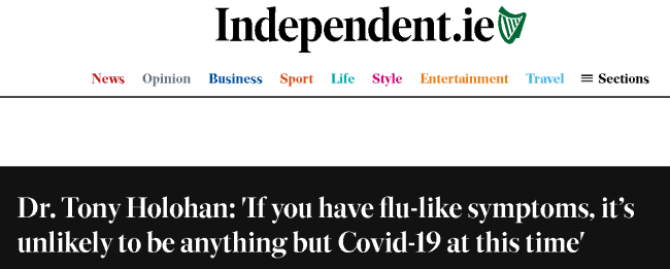 Independent.ie
News Opinion Business Sport Life Style Entertainment Travel Sections
Dr. Tony Holohan: 'If you have flu-like symptoms, it's
unlikely to be anything but Covid-19 at this time'